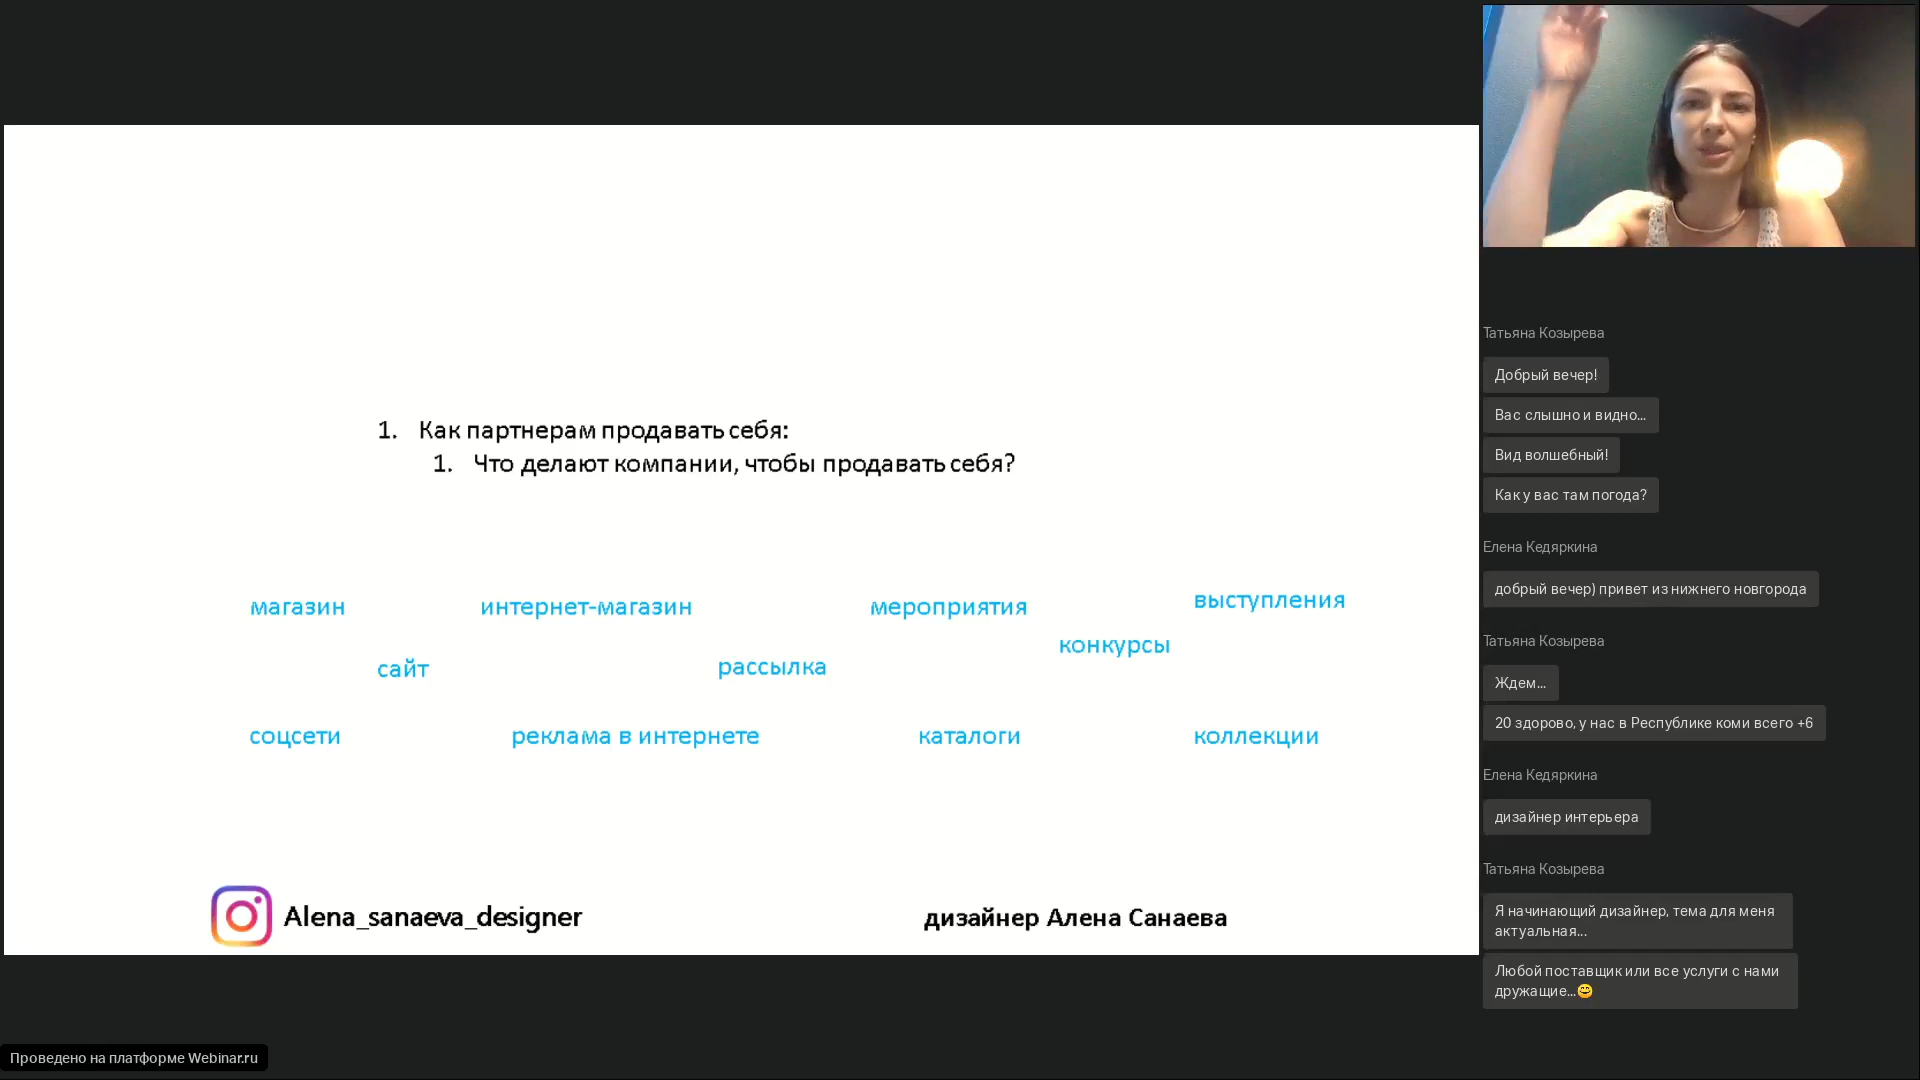 1. Как партнерам продавать себя:
1. Что делают компании, чтобы продавать себя?
магазин
интернет-магазин
мероприятия
выступления
конкурсы
сайт
рассылка
соцсети
реклама в интернете
каталоги
коллекции
Alena_sanaeva_designer
дизайнер Алена Санаева
Татьяна Козырева
Добрый вечер!
Вас слышно и видно...
Вид волшебный!
Как у вас там погода?
Елена Кедяркина
добрый вечер) привет из нижнего новгорода
Татьяна Козырева
Ждем...
20 здорово, у нас в Республике коми всего +6
Елена Кедяркина
дизайнер интерьера
Татьяна Козырева
Я начинающий дизайнер, тема для меня
актуальная...
Любой поставщик или все услуги с нами
дружащие...😄
Проведено на платформе Webinar.ru